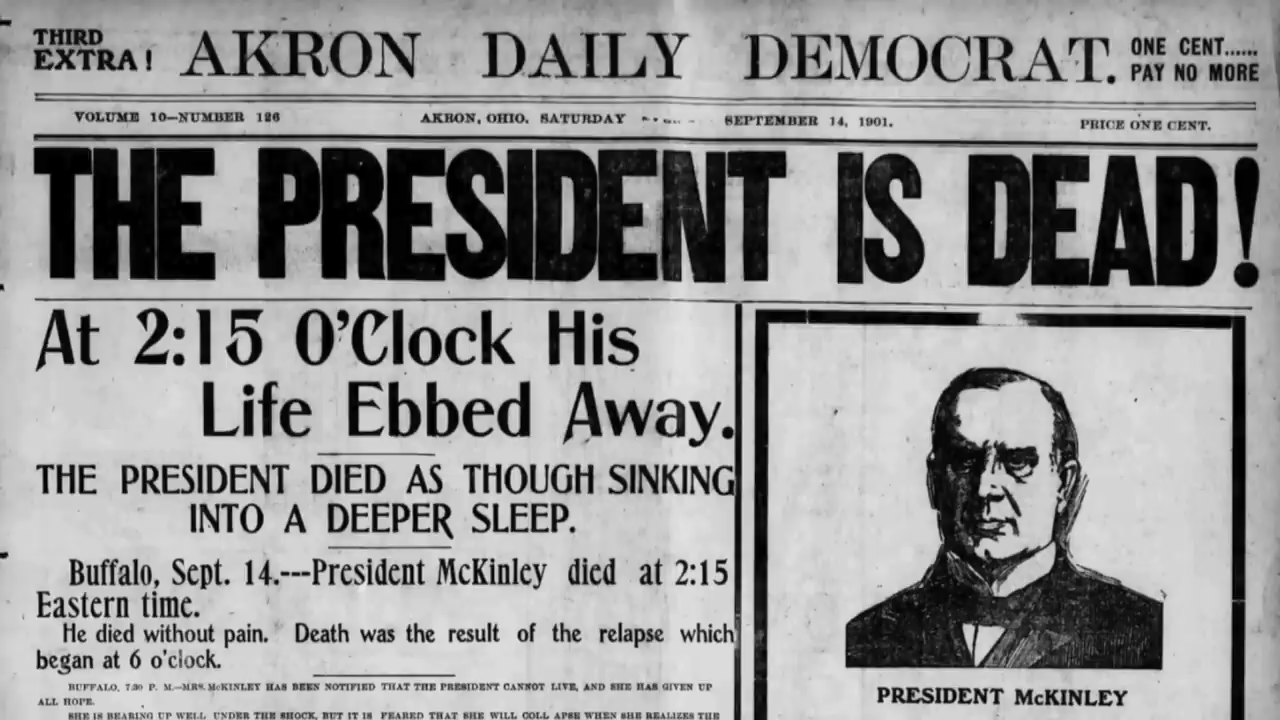 THIRD
EXTRA!
AKRON DAILY DEMOCRAT.
ONE CENT......
PAY NO MORE
VOLUME 10—NUMBER 126
AKRON, OHIO. SATURDAY
SEPTEMBER 14, 1901.
PRICE ONE CENT.
THE PRESIDENT IS DEAD!
At 2:15 O'Clock His
Life Ebbed Away.
THE PRESIDENT DIED AS THOUGH SINKING
INTO A DEEPER SLEEP.
Buffalo, Sept. 14.---President McKinley died at 2:15
Eastern time.
He died without pain. Death was the result of the relapse which
began at 6 o'clock.
BUFFALO, 7:30 P. M.—MRS. McKINLEY HAS BEEN NOTIFIED THAT THE PRESIDENT CANNOT LIVE, AND SHE HAS GIVEN UP
ALL HOPE.
SHE IS BEARING UP WELL UNDER THE SHOCK, BUT IT IS FEARED THAT SHE WILL COLL APSE WHEN SHE REALIZES THE
PRESIDENT McKINLEY